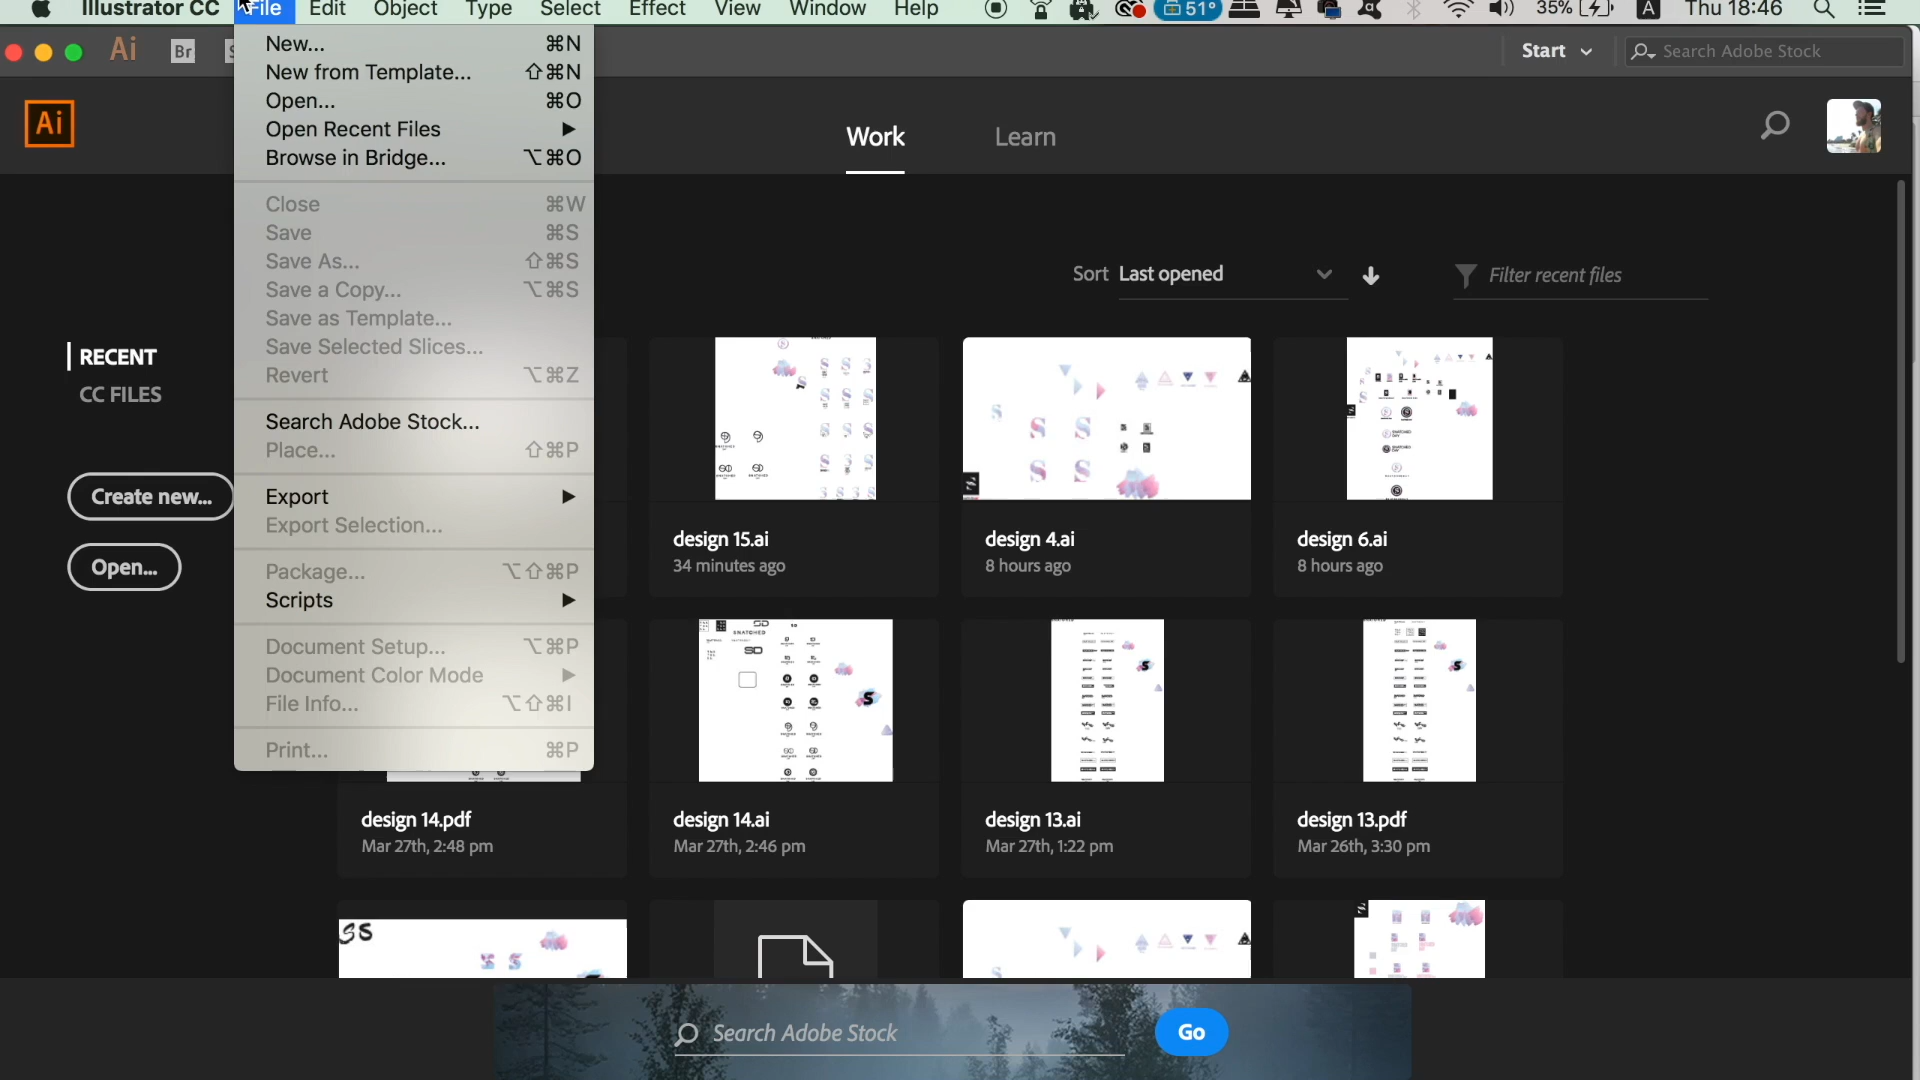 Illustrator CC File Edit Object Type Select Effect View Window Help 51° 35% A Thu 18:46
Ai Br Start Search Adobe Stock
Ai Work Learn
New... ⌘N
New from Template... ⇧⌘N
Open... ⌘O
Open Recent Files ▶
Browse in Bridge... ⌥⌘O
Close ⌘W
Save ⌘S
Save As... ⇧⌘S
Save a Copy... ⌥⌘S
Save as Template...
Save Selected Slices...
Revert ⌥⌘Z
Search Adobe Stock...
Place... ⇧⌘P
Export ▶
Export Selection...
Package... ⌥⇧⌘P
Scripts ▶
Document Setup... ⌥⌘P
Document Color Mode ▶
File Info... ⌥⇧⌘I
Print... ⌘P
RECENT
CC FILES
Create new...
Open...
Sort Last opened Filter recent files
design 15.ai
34 minutes ago
design 4.ai
8 hours ago
design 6.ai
8 hours ago
design 14.pdf
Mar 27th, 2:48 pm
design 14.ai
Mar 27th, 2:46 pm
design 13.ai
Mar 27th, 1:22 pm
design 13.pdf
Mar 26th, 3:30 pm
Search Adobe Stock Go